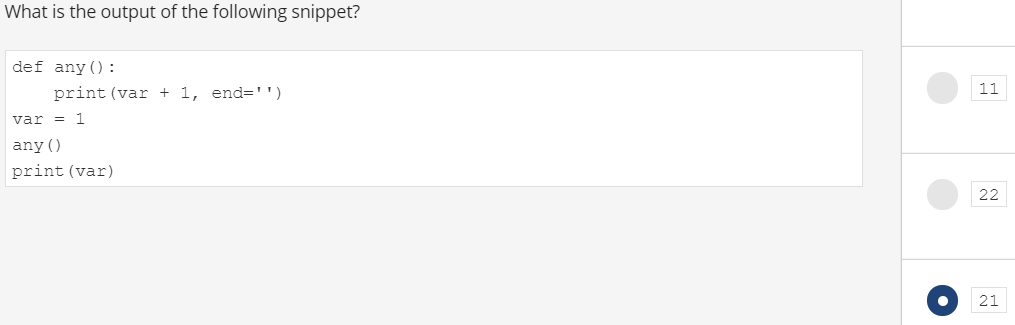 What is the output of the following snippet?
def any():
    print(var + 1, end='')
var = 1
any()
print(var)
11
22
21